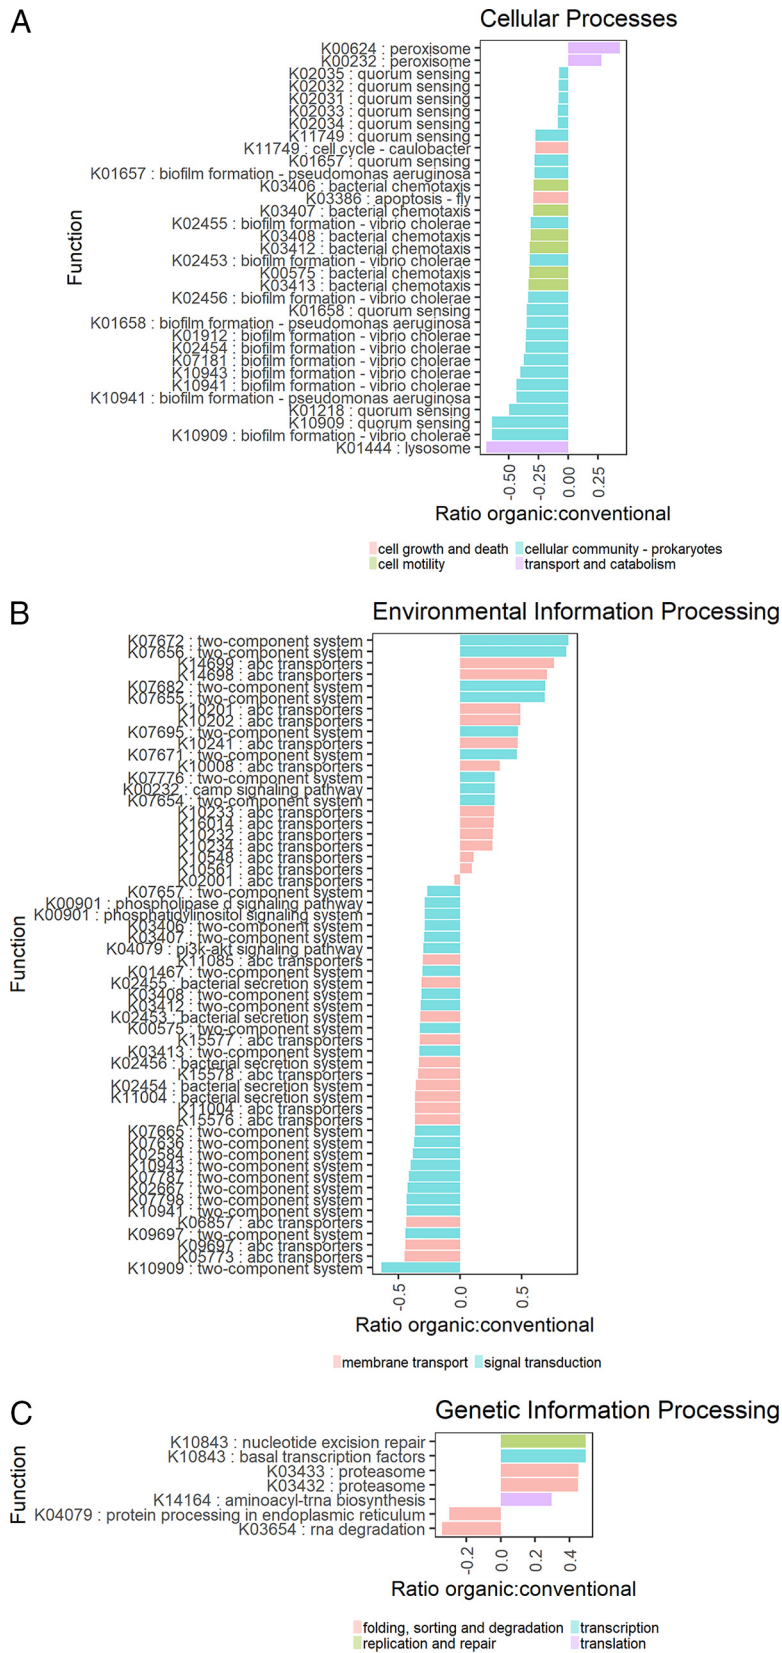 A
Cellular Processes
K00624 : peroxisome
K00232 : peroxisome
K02035 : quorum sensing
K02032 : quorum sensing
K02031 : quorum sensing
K02033 : quorum sensing
K02034 : quorum sensing
K11749 : quorum sensing
K11749 : cell cycle - caulobacter
K01657 : quorum sensing
K01657 : biofilm formation - pseudomonas aeruginosa
K03406 : bacterial chemotaxis
K03386 : apoptosis - fly
K03407 : bacterial chemotaxis
K02455 : biofilm formation - vibrio cholerae
K03408 : bacterial chemotaxis
K03412 : bacterial chemotaxis
K02453 : biofilm formation - vibrio cholerae
K00575 : bacterial chemotaxis
K03413 : bacterial chemotaxis
K02456 : biofilm formation - vibrio cholerae
K01658 : quorum sensing
K01658 : biofilm formation - pseudomonas aeruginosa
K01912 : biofilm formation - vibrio cholerae
K02454 : biofilm formation - vibrio cholerae
K07181 : biofilm formation - vibrio cholerae
K10943 : biofilm formation - vibrio cholerae
K10941 : biofilm formation - vibrio cholerae
K10941 : biofilm formation - pseudomonas aeruginosa
K01218 : quorum sensing
K10909 : quorum sensing
K10909 : biofilm formation - vibrio cholerae
K01444 : lysosome
Function
-0.50 -0.25 0.00 0.25
Ratio organic:conventional
cell growth and death cellular community - prokaryotes
cell motility transport and catabolism
B
Environmental Information Processing
K07672 : two-component system
K07656 : two-component system
K14699 : abc transporters
K14698 : abc transporters
K07682 : two-component system
K07655 : two-component system
K10201 : abc transporters
K10202 : abc transporters
K07695 : two-component system
K10241 : abc transporters
K07671 : two-component system
K10008 : abc transporters
K07776 : two-component system
K00232 : camp signaling pathway
K07654 : two-component system
K10233 : abc transporters
K16014 : abc transporters
K10232 : abc transporters
K10234 : abc transporters
K10548 : abc transporters
K10561 : abc transporters
K02001 : abc transporters
K07657 : two-component system
K00901 : phospholipase d signaling pathway
K00901 : phosphatidylinositol signaling system
K03406 : two-component system
K03407 : two-component system
K04079 : pi3k-akt signaling pathway
K11085 : abc transporters
K01467 : two-component system
K02455 : bacterial secretion system
K03408 : two-component system
K03412 : two-component system
K02453 : bacterial secretion system
K00575 : two-component system
K15577 : abc transporters
K03413 : two-component system
K02456 : bacterial secretion system
K15578 : abc transporters
K02454 : bacterial secretion system
K11004 : bacterial secretion system
K11004 : abc transporters
K15576 : abc transporters
K07665 : two-component system
K07636 : two-component system
K02584 : two-component system
K10943 : two-component system
K07787 : two-component system
K02667 : two-component system
K07798 : two-component system
K10941 : two-component system
K06857 : abc transporters
K09697 : two-component system
K09697 : abc transporters
K05773 : abc transporters
K10909 : two-component system
Function
-0.5 0.0 0.5
Ratio organic:conventional
membrane transport signal transduction
C
Genetic Information Processing
K10843 : nucleotide excision repair
K10843 : basal transcription factors
K03433 : proteasome
K03432 : proteasome
K14164 : aminoacyl-trna biosynthesis
K04079 : protein processing in endoplasmic reticulum
K03654 : rna degradation
Function
-0.2 0.0 0.2 0.4
Ratio organic:conventional
folding, sorting and degradation transcription
replication and repair translation